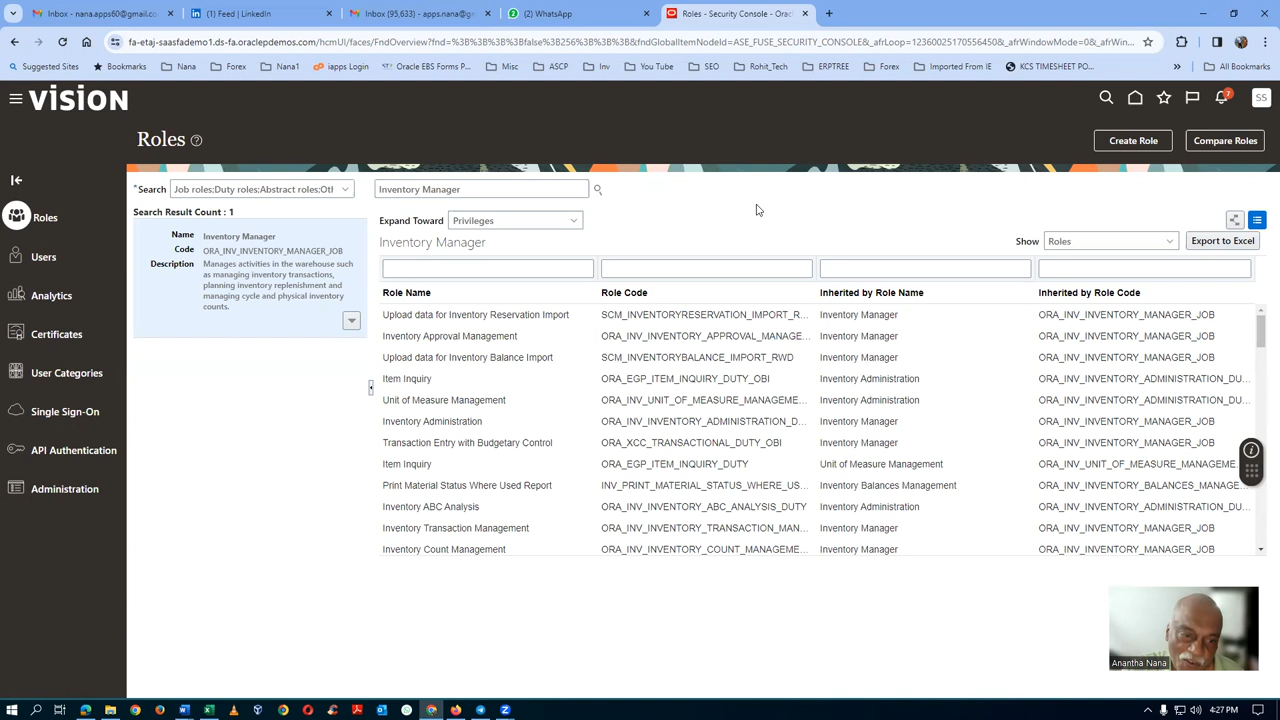 Inbox - nana.apps60@gmail.co
(1) Feed | LinkedIn
Inbox (95,633) - apps.nana@g
(2) WhatsApp
Roles - Security Console - Orac
fa-etaj-saasfademo1.ds-fa.oraclepdemos.com/hcmUI/faces/FndOverview?fnd=%3B%3B%3B%3Bfalse%3B256%3B%3B%3B&fndGlobalItemNodeId=ASE_FUSE_SECURITY_CONSOLE&_afrLoop=12360025170556450&_afrWindowMode=0&_afrWi...
Suggested Sites
Bookmarks
Nana
Forex
Nana1
iapps Login
Oracle EBS Forms P...
Misc
ASCP
Inv
You Tube
SEO
Rohit_Tech
ERPTREE
Forex
Imported From IE
KCS TIMESHEET PO...
»
All Bookmarks
VISION
7
SS
Roles
Create Role
Compare Roles
Roles
Users
Analytics
Certificates
User Categories
Single Sign-On
API Authentication
Administration
*Search
Job roles;Duty roles;Abstract roles;Otl
Inventory Manager
Search Result Count : 1
Name Inventory Manager
Code ORA_INV_INVENTORY_MANAGER_JOB
Description Manages activities in the warehouse such
as managing inventory transactions,
planning inventory replenishment and
managing cycle and physical inventory
counts.
Expand Toward
Privileges
Inventory Manager
Show
Roles
Export to Excel
Role Name Role Code Inherited by Role Name Inherited by Role Code
Upload data for Inventory Reservation Import SCM_INVENTORYRESERVATION_IMPORT_R... Inventory Manager ORA_INV_INVENTORY_MANAGER_JOB
Inventory Approval Management ORA_INV_INVENTORY_APPROVAL_MANAGE... Inventory Manager ORA_INV_INVENTORY_MANAGER_JOB
Upload data for Inventory Balance Import SCM_INVENTORYBALANCE_IMPORT_RWD Inventory Manager ORA_INV_INVENTORY_MANAGER_JOB
Item Inquiry ORA_EGP_ITEM_INQUIRY_DUTY_OBI Inventory Administration ORA_INV_INVENTORY_ADMINISTRATION_DU...
Unit of Measure Management ORA_INV_UNIT_OF_MEASURE_MANAGEME... Inventory Administration ORA_INV_INVENTORY_ADMINISTRATION_DU...
Inventory Administration ORA_INV_INVENTORY_ADMINISTRATION_D... Inventory Manager ORA_INV_INVENTORY_MANAGER_JOB
Transaction Entry with Budgetary Control ORA_XCC_TRANSACTIONAL_DUTY_OBI Inventory Manager ORA_INV_INVENTORY_MANAGER_JOB
Item Inquiry ORA_EGP_ITEM_INQUIRY_DUTY Unit of Measure Management ORA_INV_UNIT_OF_MEASURE_MANAGEME...
Print Material Status Where Used Report INV_PRINT_MATERIAL_STATUS_WHERE_US... Inventory Balances Management ORA_INV_INVENTORY_BALANCES_MANAGE...
Inventory ABC Analysis ORA_INV_INVENTORY_ABC_ANALYSIS_DUTY Inventory Administration ORA_INV_INVENTORY_ADMINISTRATION_DU...
Inventory Transaction Management ORA_INV_INVENTORY_TRANSACTION_MAN... Inventory Manager ORA_INV_INVENTORY_MANAGER_JOB
Inventory Count Management ORA_INV_INVENTORY_COUNT_MANAGEME... Inventory Manager ORA_INV_INVENTORY_MANAGER_JOB
Anantha Nana
4:27 PM